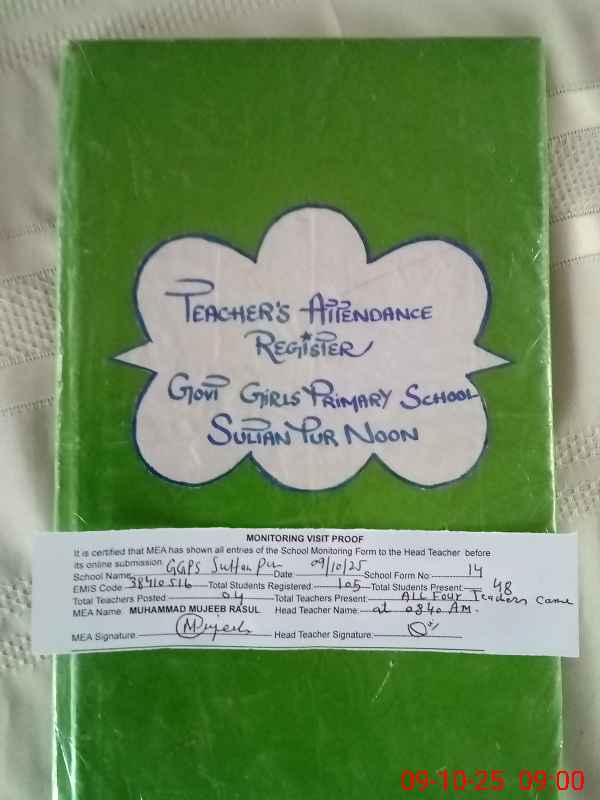 TEACHER'S ATTENDANCE
REGISTER
GOVT GIRLS PRIMARY SCHOOL
SULTAN PUR NOON
MONITORING VISIT PROOF
It is certified that MEA has shown all entries of the School Monitoring Form to the Head Teacher before
its online submission.
School Name GGPS Sultan Pur Date 09/10/25 School Form No: 14
EMIS Code 38410516 Total Students Registered: 105 Total Students Present: 48
Total Teachers Posted 04 Total Teachers Present: All Four Teachers came
MEA Name: MUHAMMAD MUJEEB RASUL Head Teacher Name: at 0840 AM.
MEA Signature: Mujeeb Head Teacher Signature:
09-10-25 09:00